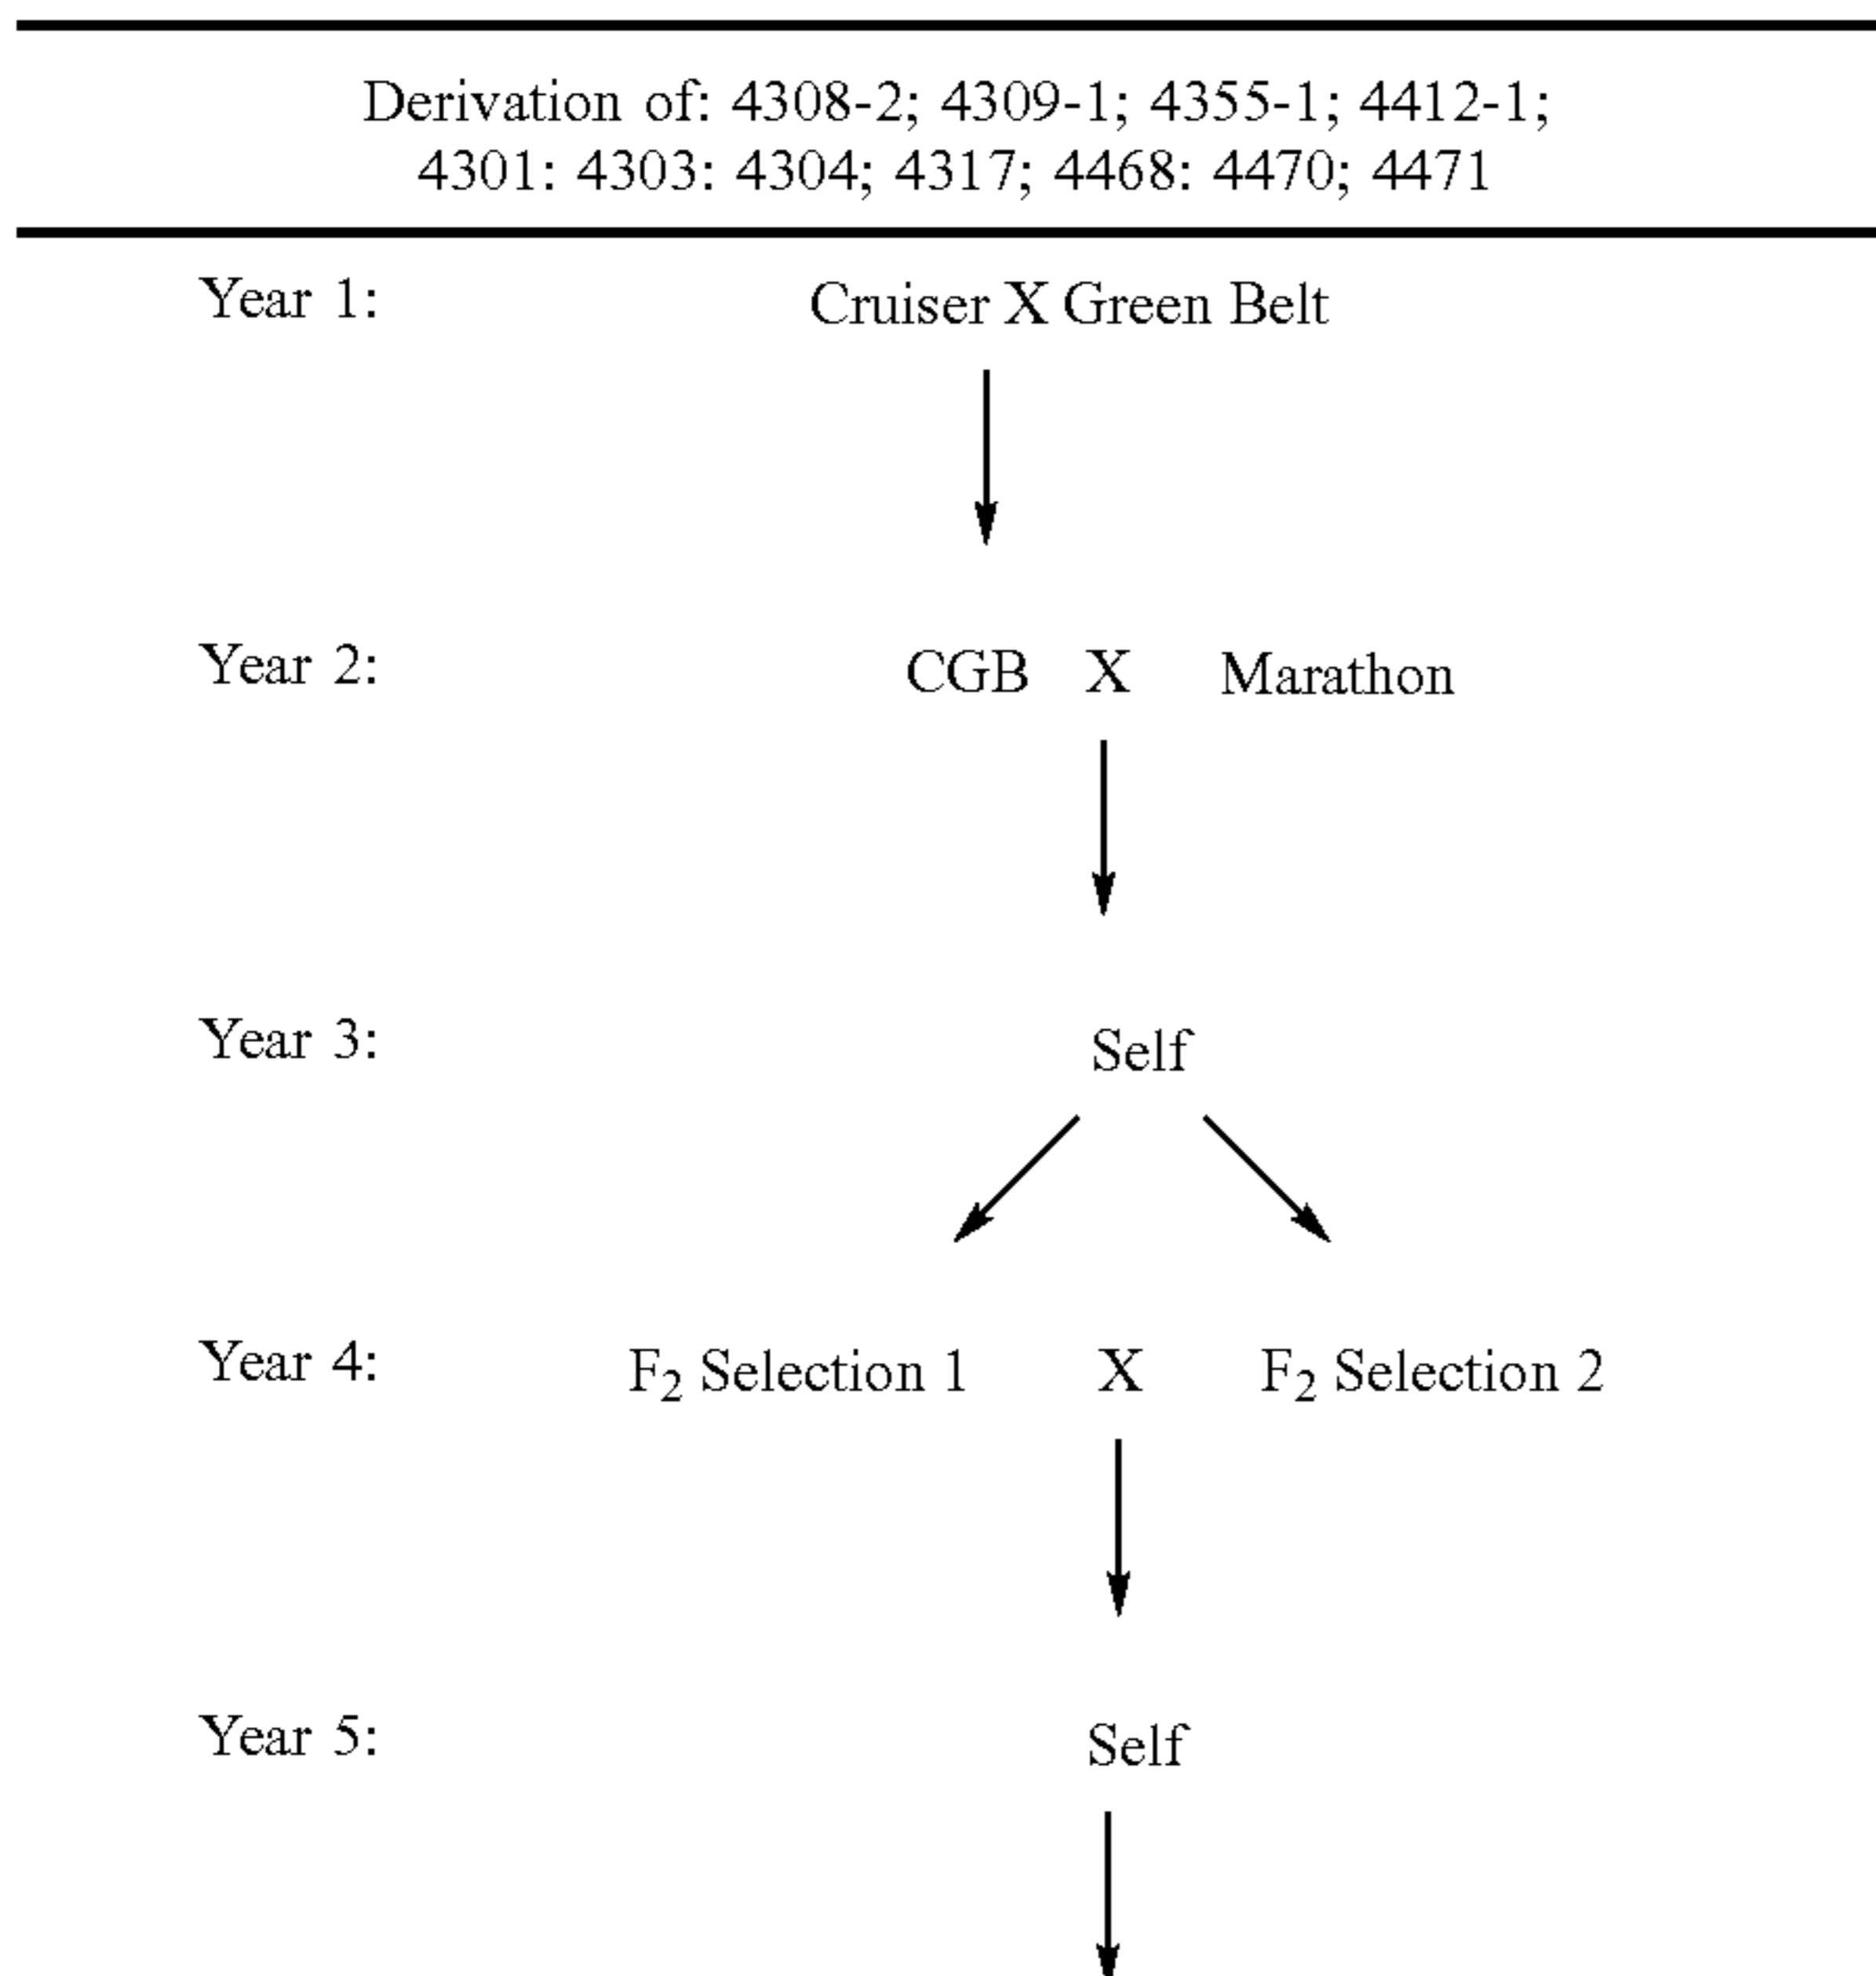 Derivation of: 4308-2; 4309-1; 4355-1; 4412-1;
4301: 4303: 4304; 4317; 4468: 4470; 4471
Year 1: Cruiser X Green Belt
Year 2: CGB X Marathon
Year 3: Self
Year 4: F₂ Selection 1 X F₂ Selection 2
Year 5: Self